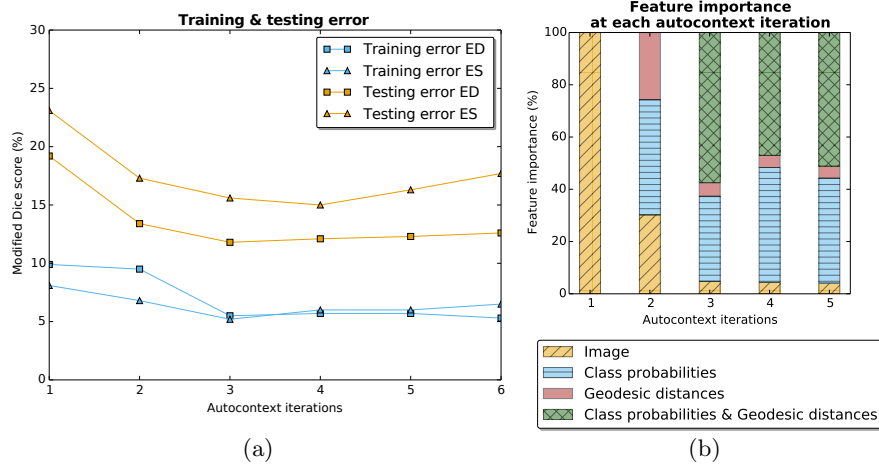 Training & testing error
30
25
20
15
10
5
0
Modified Dice score (%)
1 2 3 4 5 6
Autocontext iterations
Training error ED
Training error ES
Testing error ED
Testing error ES
(a)
Feature importance
at each autocontext iteration
100
80
60
40
20
0
Feature importance (%)
1 2 3 4 5
Autocontext iterations
Image
Class probabilities
Geodesic distances
Class probabilities & Geodesic distances
(b)